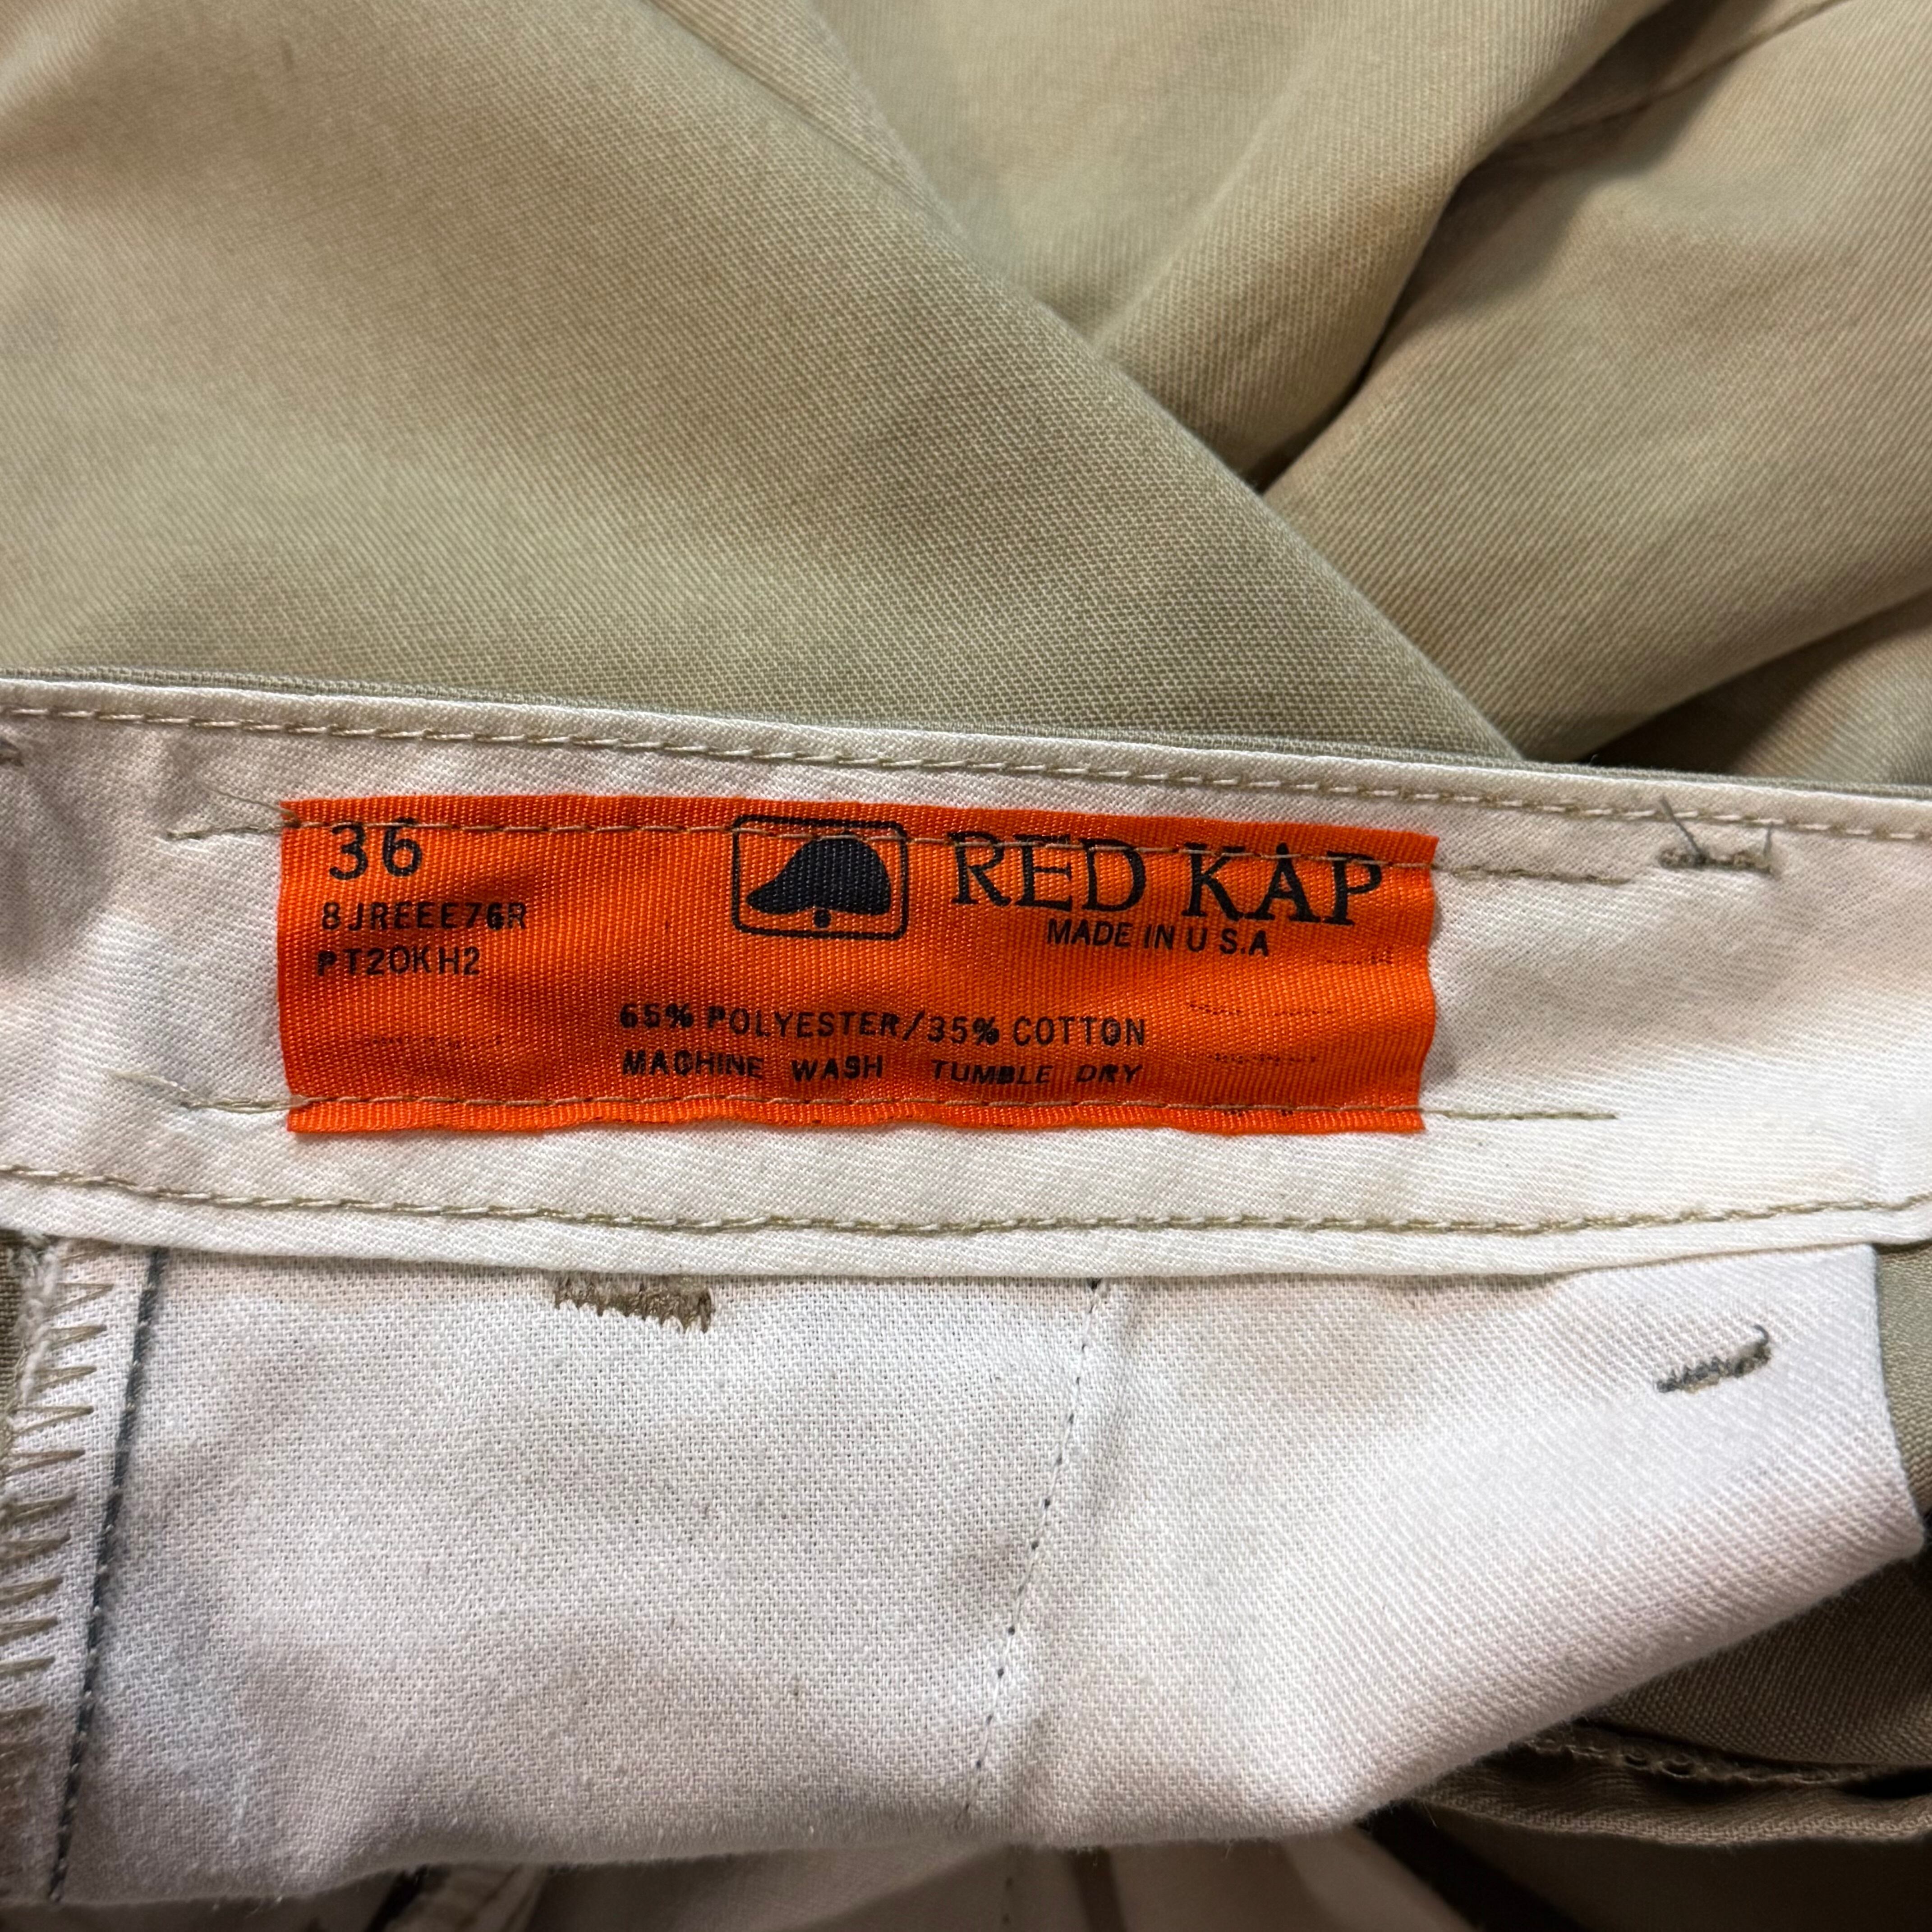 36
RED KAP
8JREEE76R
MADE IN U S.A
PT20KH2
65% POLYESTER/35% COTTON
MACHINE WASH TUMBLE DRY